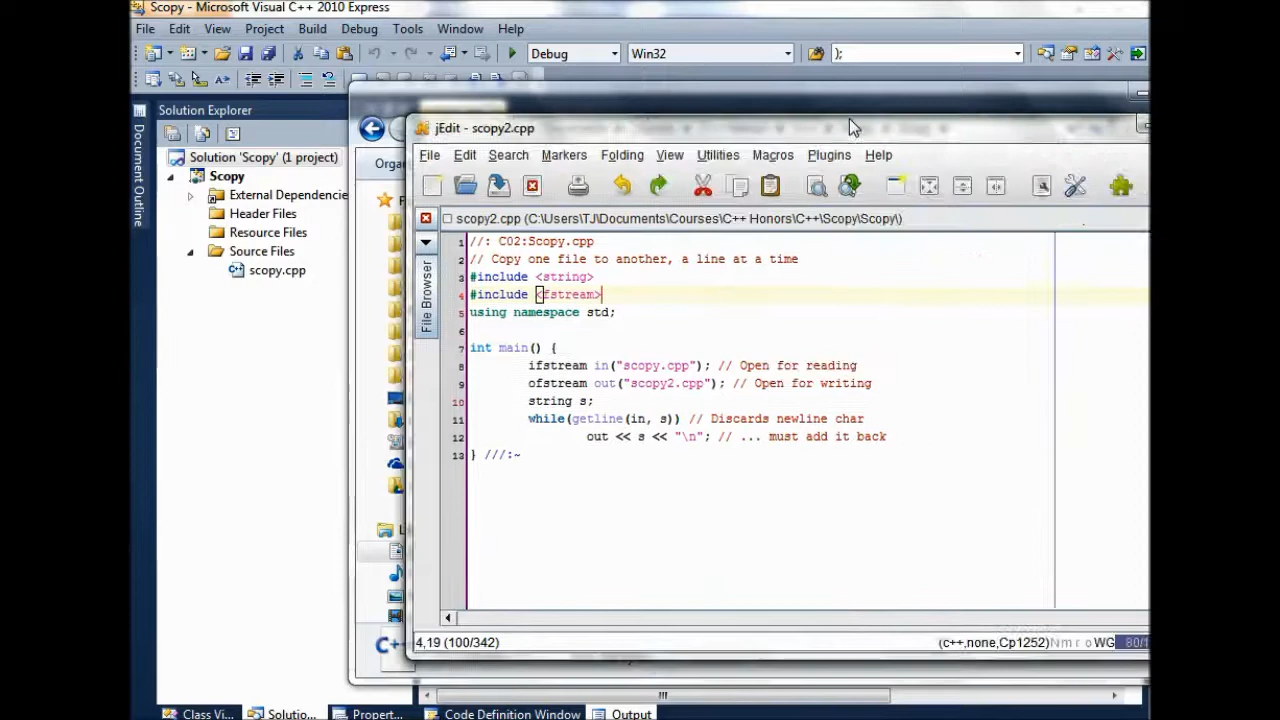 Scopy - Microsoft Visual C++ 2010 Express
File Edit View Project Build Debug Tools Window Help
Debug Win32 );
Solution Explorer
Document Outline
Solution 'Scopy' (1 project)
Scopy
External Dependencie
Header Files
Resource Files
Source Files
scopy.cpp
Organ
jEdit - scopy2.cpp
File Edit Search Markers Folding View Utilities Macros Plugins Help
scopy2.cpp (C:\Users\TJ\Documents\Courses\C++ Honors\C++\Scopy\Scopy\)
File Browser
1 //: C02:Scopy.cpp
2 // Copy one file to another, a line at a time
3 #include <string>
4 #include <fstream>
5 using namespace std;
6
7 int main() {
8 ifstream in("scopy.cpp"); // Open for reading
9 ofstream out("scopy2.cpp"); // Open for writing
10 string s;
11 while(getline(in, s)) // Discards newline char
12 out << s << "\n"; // ... must add it back
13 } ///:~
4,19 (100/342) (c++,none,Cp1252) N m r o WG 80/1
C++
Class Vi... Solutio... Propert... Code Definition Window Output